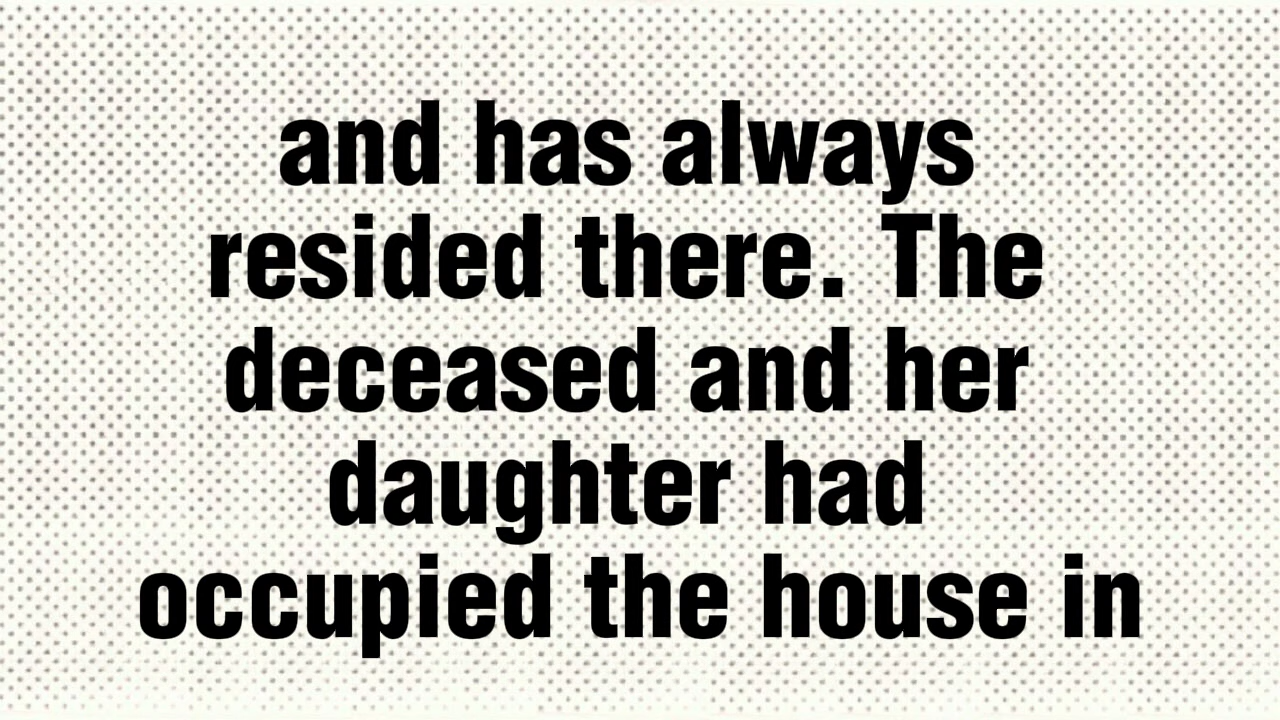 and has always
resided there. The
deceased and her
daughter had
occupied the house in